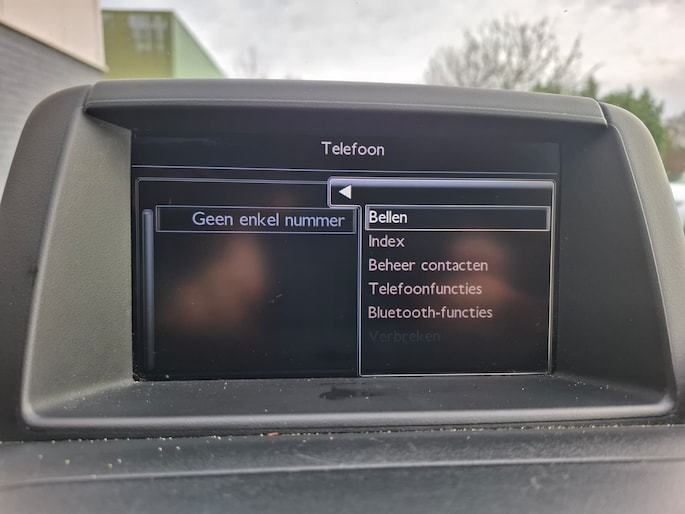 Telefoon
Geen enkel nummer
Bellen
Index
Beheer contacten
Telefoonfuncties
Bluetooth-functies
Verbreken